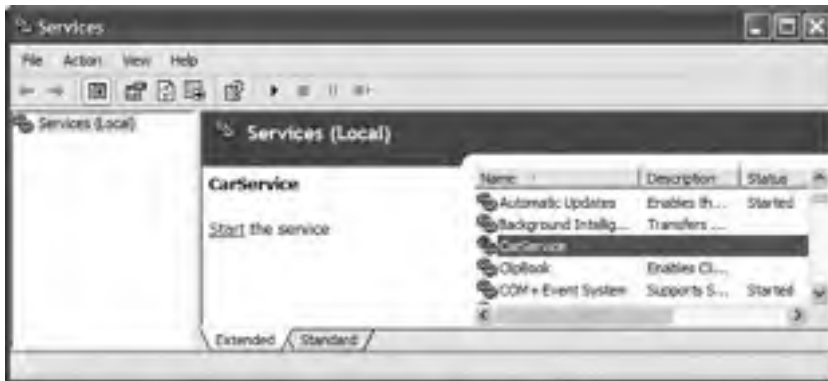 Services
File Action View Help
Services (Local)
Services (Local)
CarService
Start the service
Name Description Status
Automatic Updates Enables th... Started
Background Intellig... Transfers ...
CarService
ClipBook Enables Cl...
COM+ Event System Supports S... Started
Extended Standard